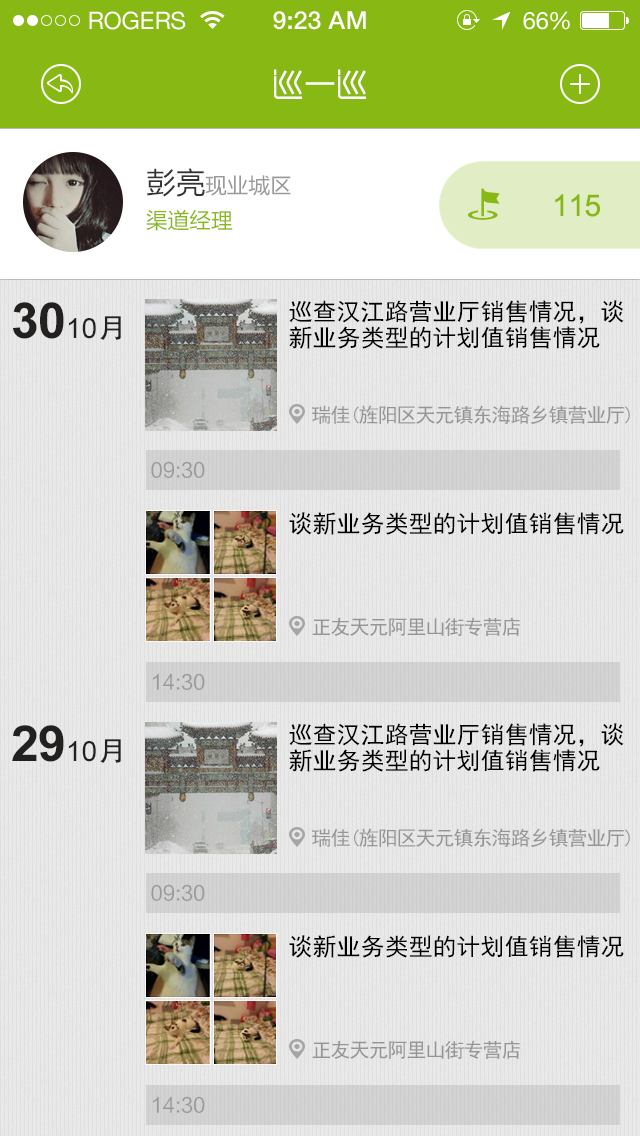 ROGERS 9:23 AM 66%
巡一巡
彭亮现业城区
渠道经理
115
30 10月
巡查汉江路营业厅销售情况，谈
新业务类型的计划值销售情况
瑞佳(旌阳区天元镇东海路乡镇营业厅)
09:30
谈新业务类型的计划值销售情况
正友天元阿里山街专营店
14:30
29 10月
巡查汉江路营业厅销售情况，谈
新业务类型的计划值销售情况
瑞佳(旌阳区天元镇东海路乡镇营业厅)
09:30
谈新业务类型的计划值销售情况
正友天元阿里山街专营店
14:30